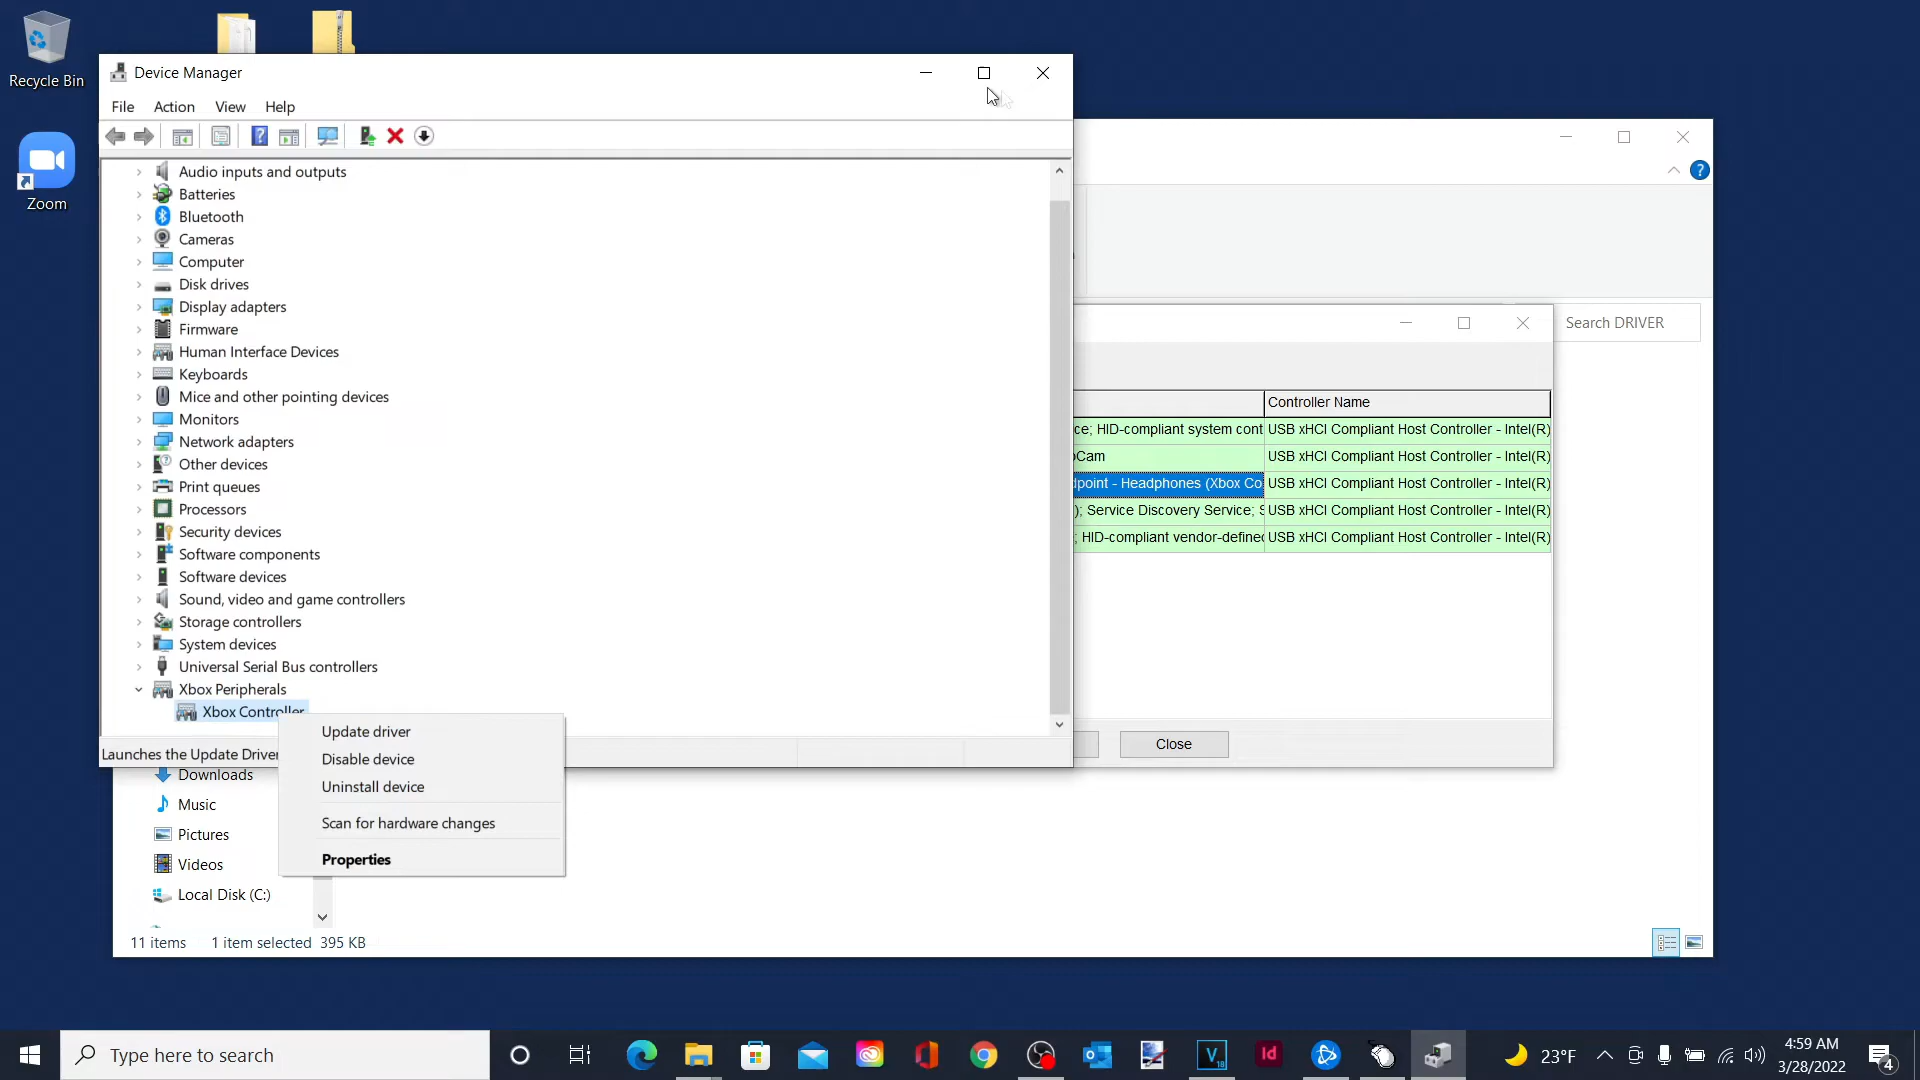 Recycle Bin
Zoom
Device Manager
File Action View Help
Audio inputs and outputs
Batteries
Bluetooth
Cameras
Computer
Disk drives
Display adapters
Firmware
Human Interface Devices
Keyboards
Mice and other pointing devices
Monitors
Network adapters
Other devices
Print queues
Processors
Security devices
Software components
Software devices
Sound, video and game controllers
Storage controllers
System devices
Universal Serial Bus controllers
Xbox Peripherals
Xbox Controller
Launches the Update Driver
Update driver
Disable device
Uninstall device
Scan for hardware changes
Properties
Search DRIVER
Controller Name
ce; HID-compliant system cont USB xHCI Compliant Host Controller - Intel(R)
Cam USB xHCI Compliant Host Controller - Intel(R)
dpoint - Headphones (Xbox Co USB xHCI Compliant Host Controller - Intel(R)
); Service Discovery Service; S USB xHCI Compliant Host Controller - Intel(R)
; HID-compliant vendor-defined USB xHCI Compliant Host Controller - Intel(R)
Close
Downloads
Music
Pictures
Videos
Local Disk (C:)
11 items 1 item selected 395 KB
Type here to search
23°F
4:59 AM
3/28/2022
4